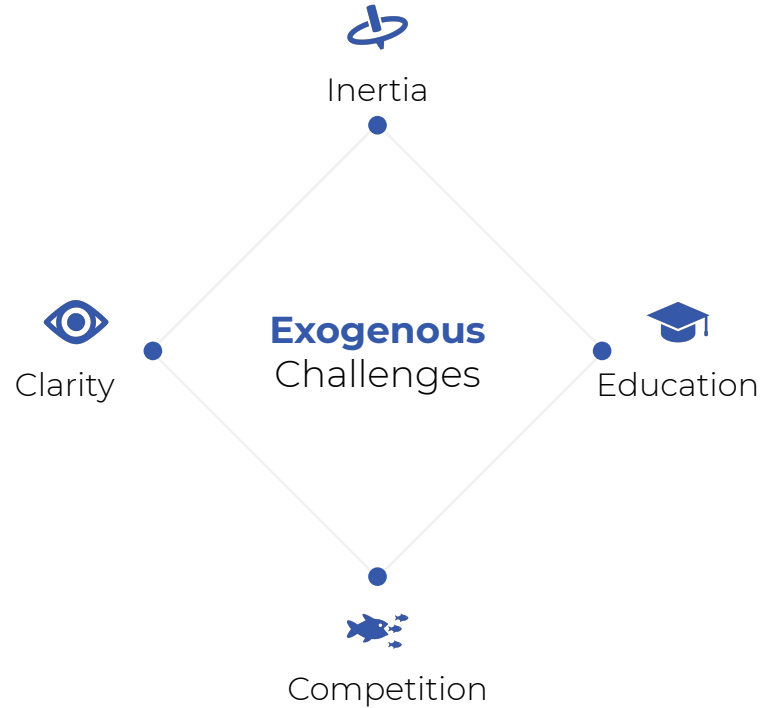 Inertia
Exogenous
Challenges
Clarity
Education
Competition